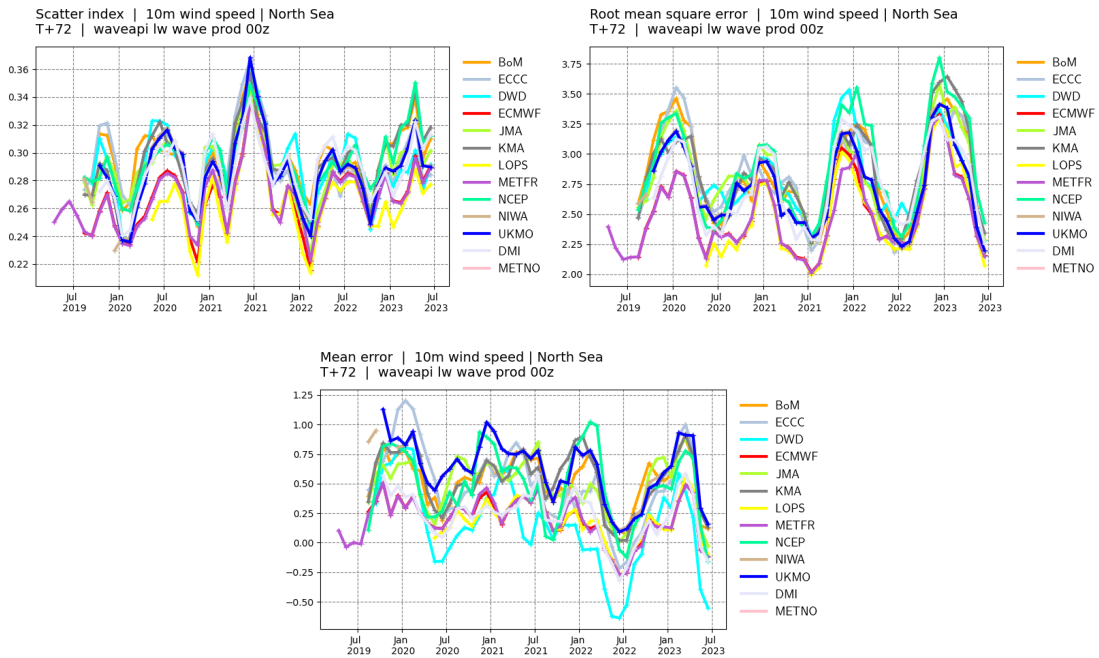 Scatter index | 10m wind speed | North Sea
T+72 | waveapi lw wave prod 00z
0.36
0.34
0.32
0.30
0.28
0.26
0.24
0.22
Jul 2019
Jan 2020
Jul 2020
Jan 2021
Jul 2021
Jan 2022
Jul 2022
Jan 2023
Jul 2023
BoM
ECCC
DWD
ECMWF
JMA
KMA
LOPS
METFR
NCEP
NIWA
UKMO
DMI
METNO
Root mean square error | 10m wind speed | North Sea
T+72 | waveapi lw wave prod 00z
3.75
3.50
3.25
3.00
2.75
2.50
2.25
2.00
Jul 2019
Jan 2020
Jul 2020
Jan 2021
Jul 2021
Jan 2022
Jul 2022
Jan 2023
Jul 2023
BoM
ECCC
DWD
ECMWF
JMA
KMA
LOPS
METFR
NCEP
NIWA
UKMO
DMI
METNO
Mean error | 10m wind speed | North Sea
T+72 | waveapi lw wave prod 00z
1.25
1.00
0.75
0.50
0.25
0.00
−0.25
−0.50
Jul 2019
Jan 2020
Jul 2020
Jan 2021
Jul 2021
Jan 2022
Jul 2022
Jan 2023
Jul 2023
BoM
ECCC
DWD
ECMWF
JMA
KMA
LOPS
METFR
NCEP
NIWA
UKMO
DMI
METNO